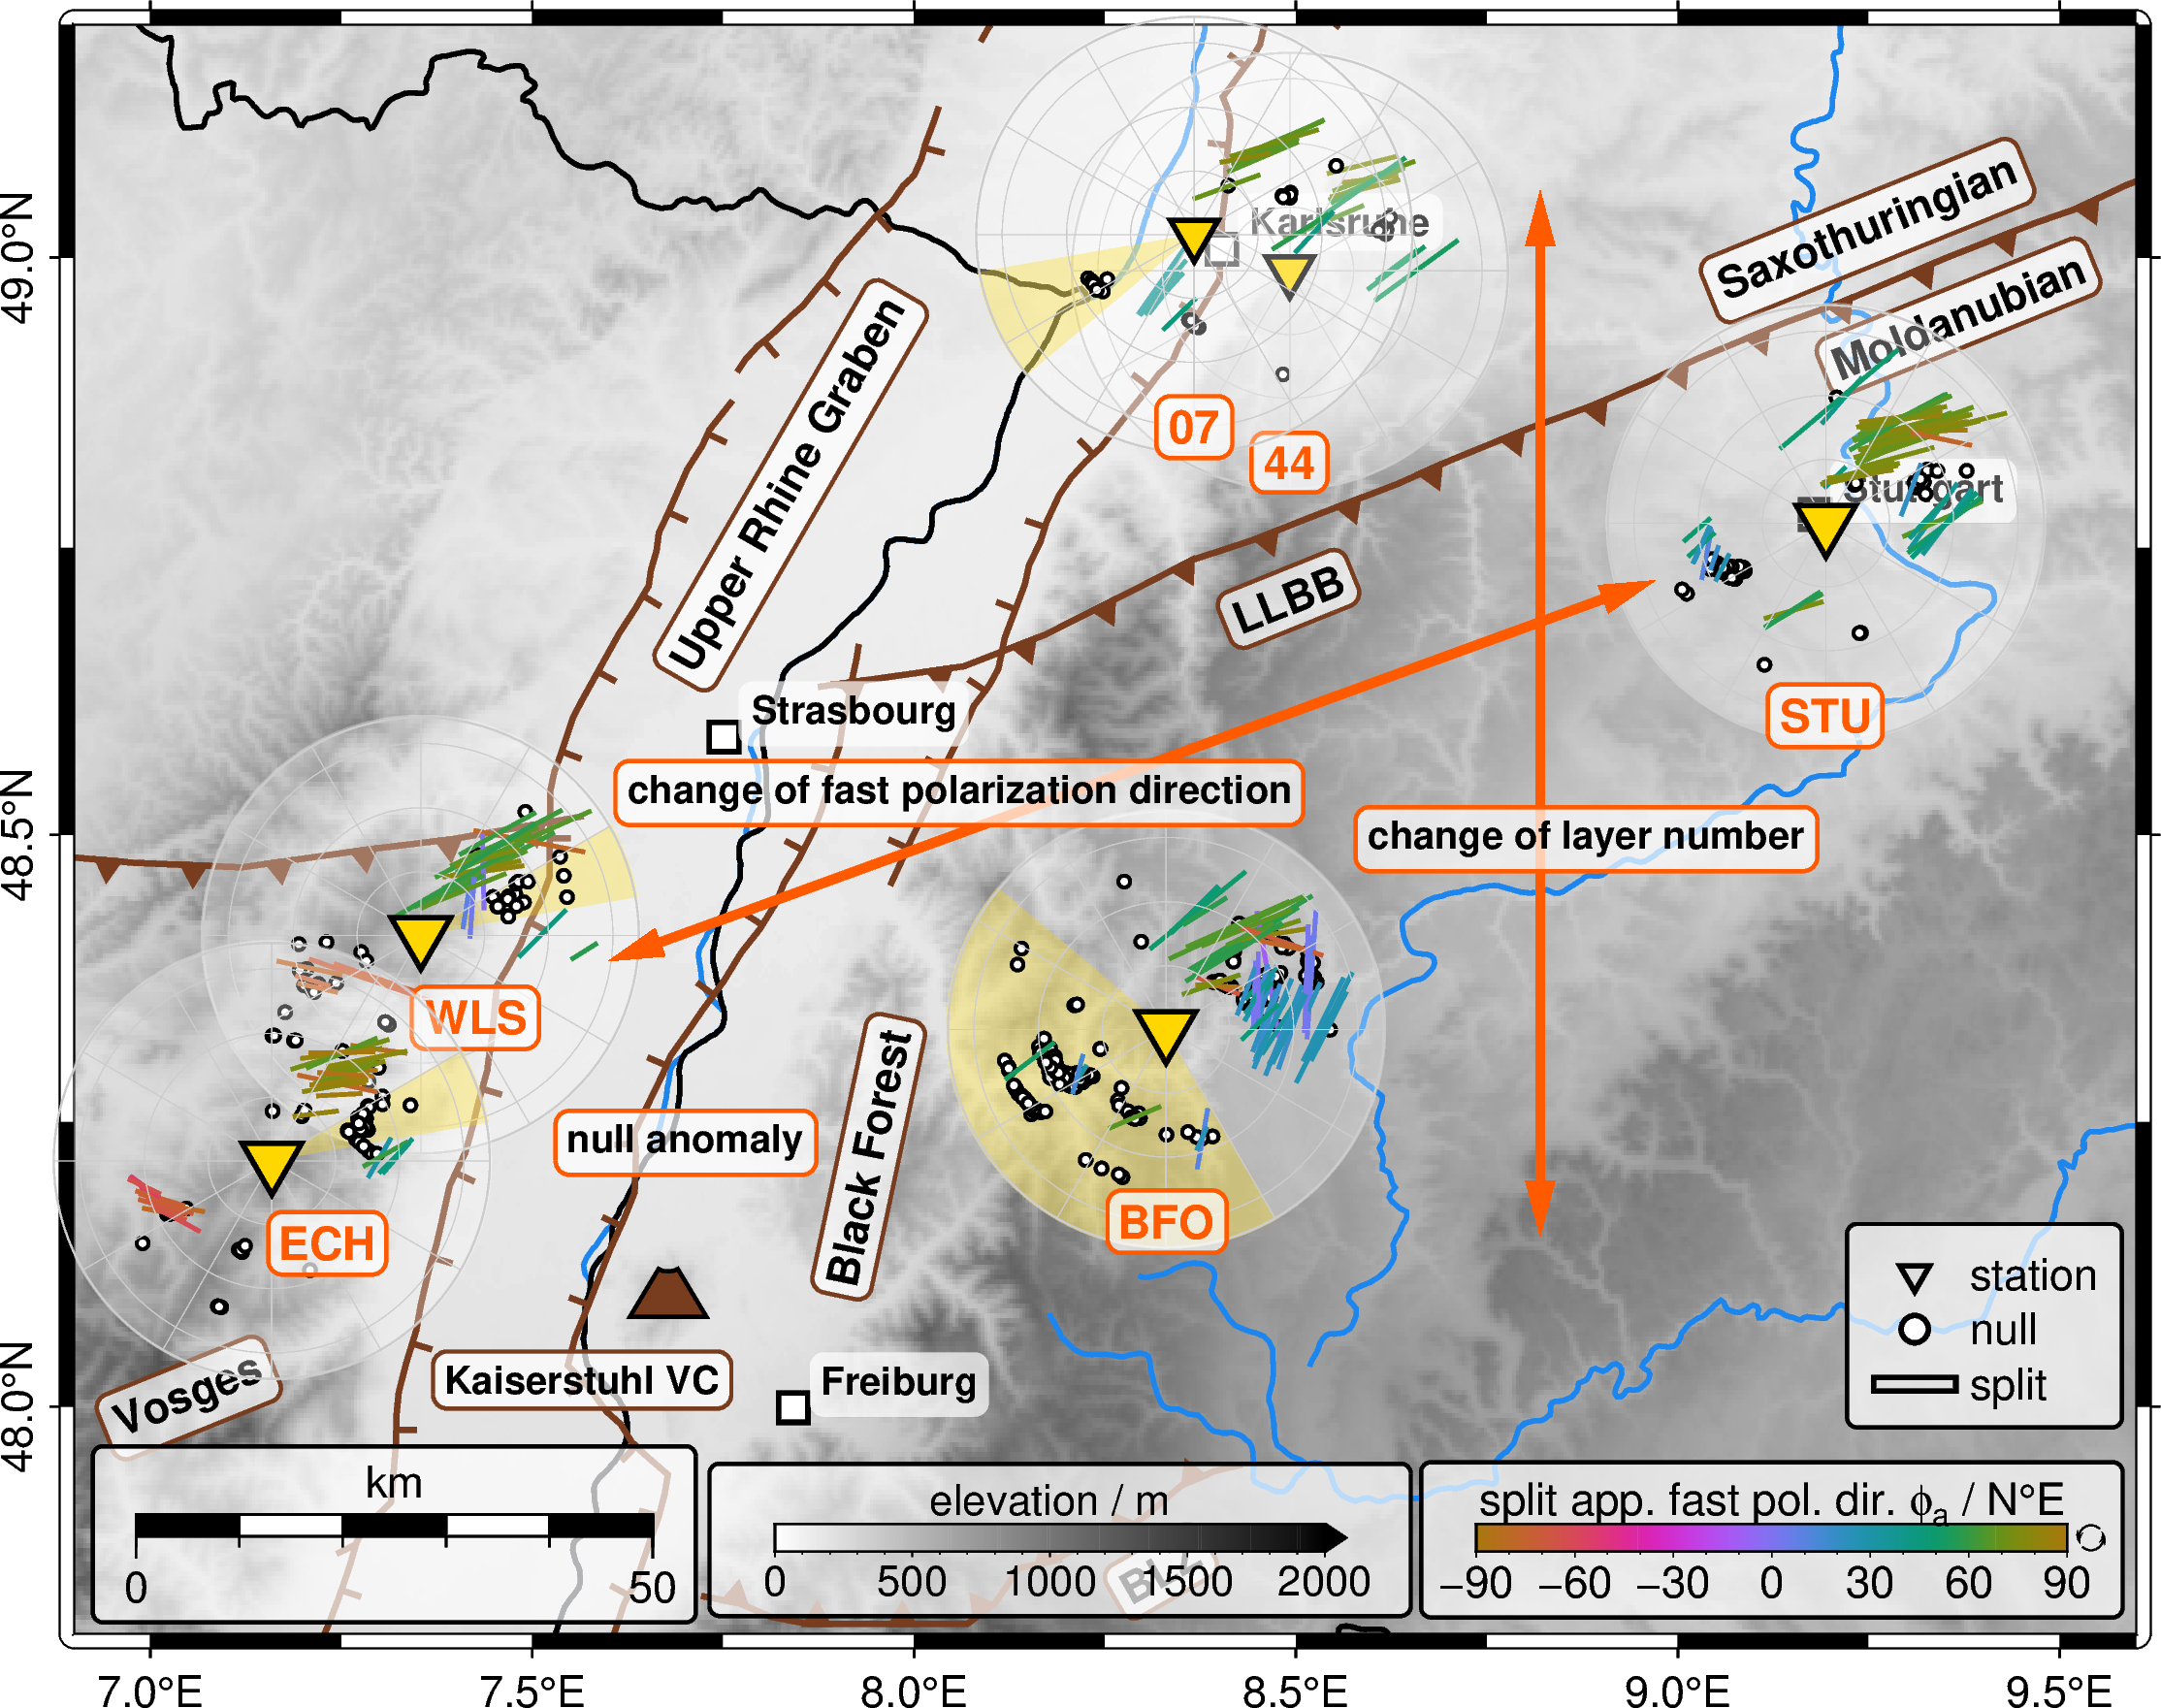 49.0°N
48.5°N
48.0°N
7.0°E
7.5°E
8.0°E
8.5°E
9.0°E
9.5°E
Karlsruhe
Saxothuringian
Moldanubian
Upper Rhine Graben
07
44
Stuttgart
LLBB
STU
Strasbourg
change of fast polarization direction
change of layer number
WLS
ECH
null anomaly
Black Forest
BFO
Vosges
Kaiserstuhl VC
Freiburg
station
null
split
km
0 50
elevation / m
0 500 1000 1500 2000
BLZ
split app. fast pol. dir. ϕa / N°E
−90 −60 −30 0 30 60 90